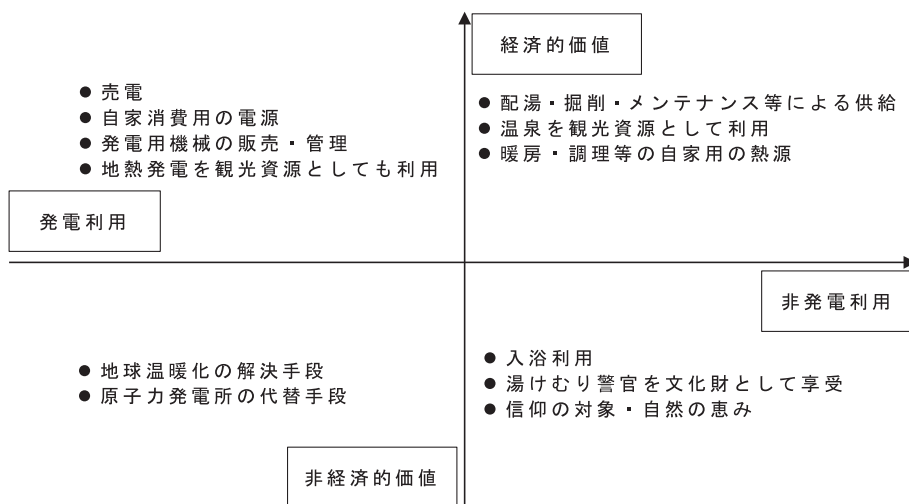 経済的価値
● 売電
● 自家消費用の電源
● 発電用機械の販売・管理
● 地熱発電を観光資源としても利用
● 配湯・掘削・メンテナンス等による供給
● 温泉を観光資源として利用
● 暖房・調理等の自家用の熱源
発電利用
非発電利用
● 地球温暖化の解決手段
● 原子力発電所の代替手段
● 入浴利用
● 湯けむり警官を文化財として享受
● 信仰の対象・自然の恵み
非経済的価値